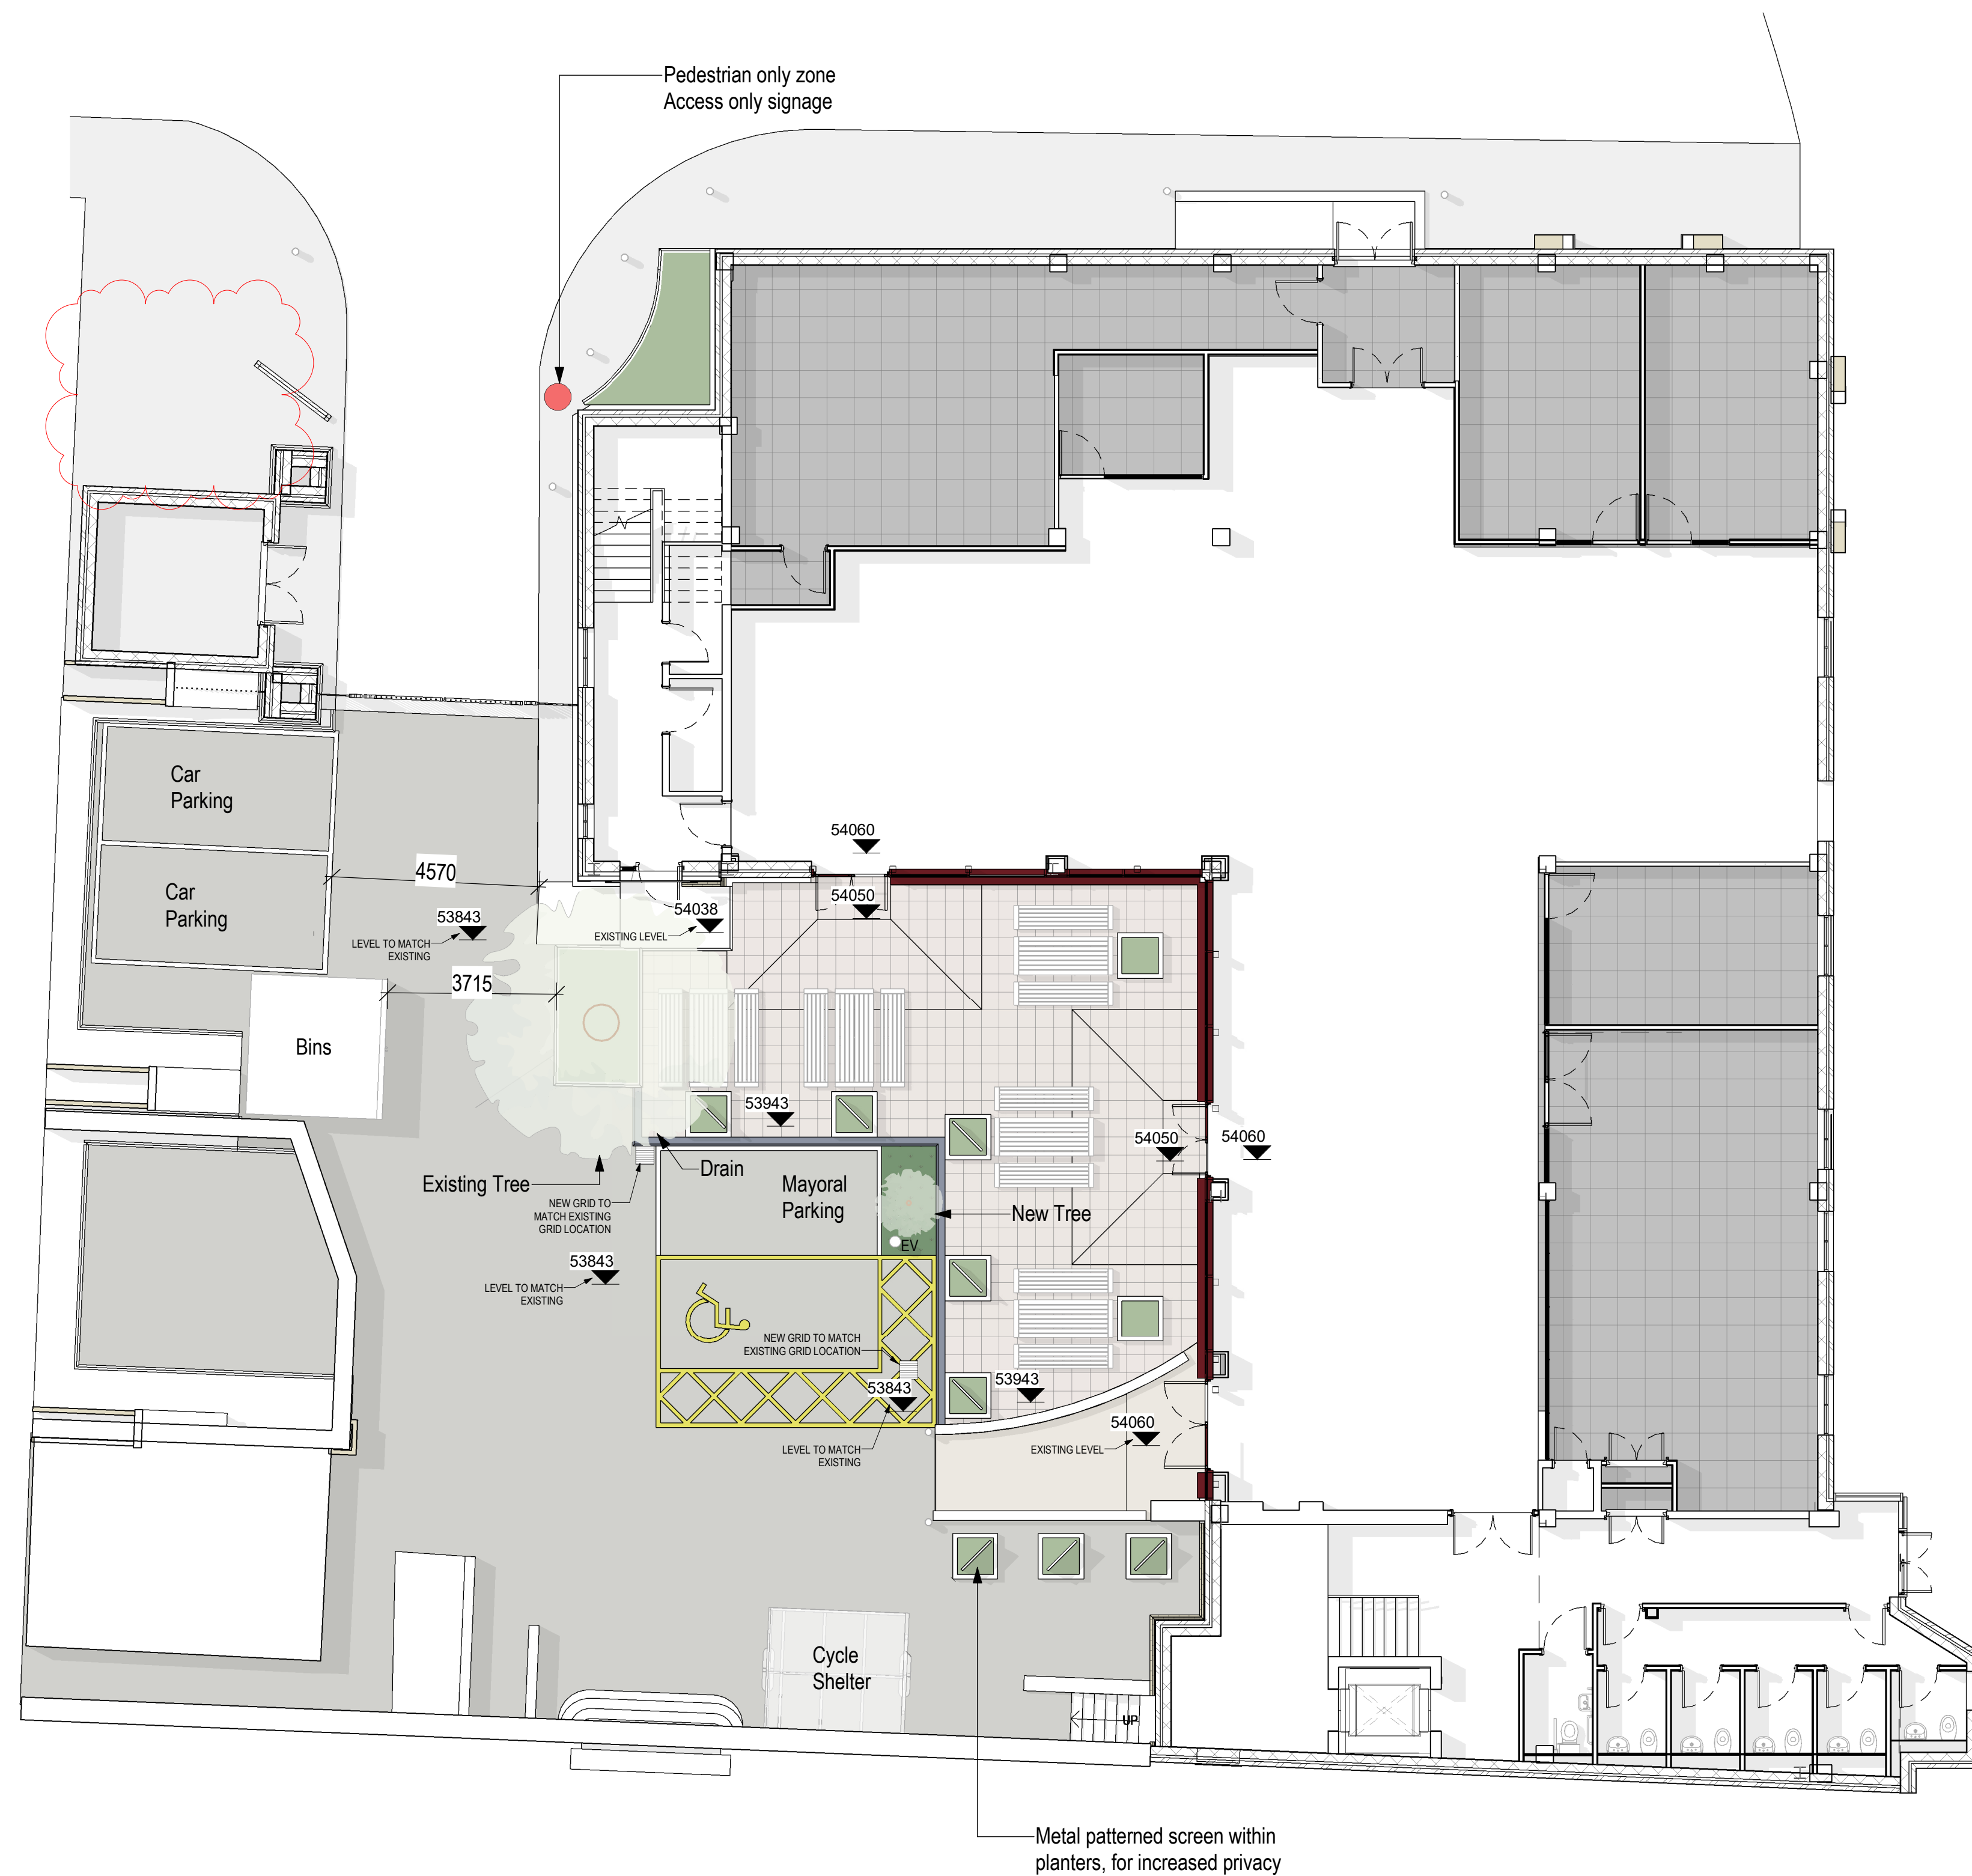 Pedestrian only zone
Access only signage
Car
Parking
Car
Parking
4570
54060
54050
54038
EXISTING LEVEL
53843
LEVEL TO MATCH
EXISTING
3715
Bins
53943
54050
54060
Drain
Existing Tree
Mayoral
Parking
New Tree
NEW GRID TO
MATCH EXISTING
GRID LOCATION
EV
53843
LEVEL TO MATCH
EXISTING
NEW GRID TO MATCH
EXISTING GRID LOCATION
53843
53943
54060
LEVEL TO MATCH
EXISTING
EXISTING LEVEL
Cycle
Shelter
UP
Metal patterned screen within
planters, for increased privacy